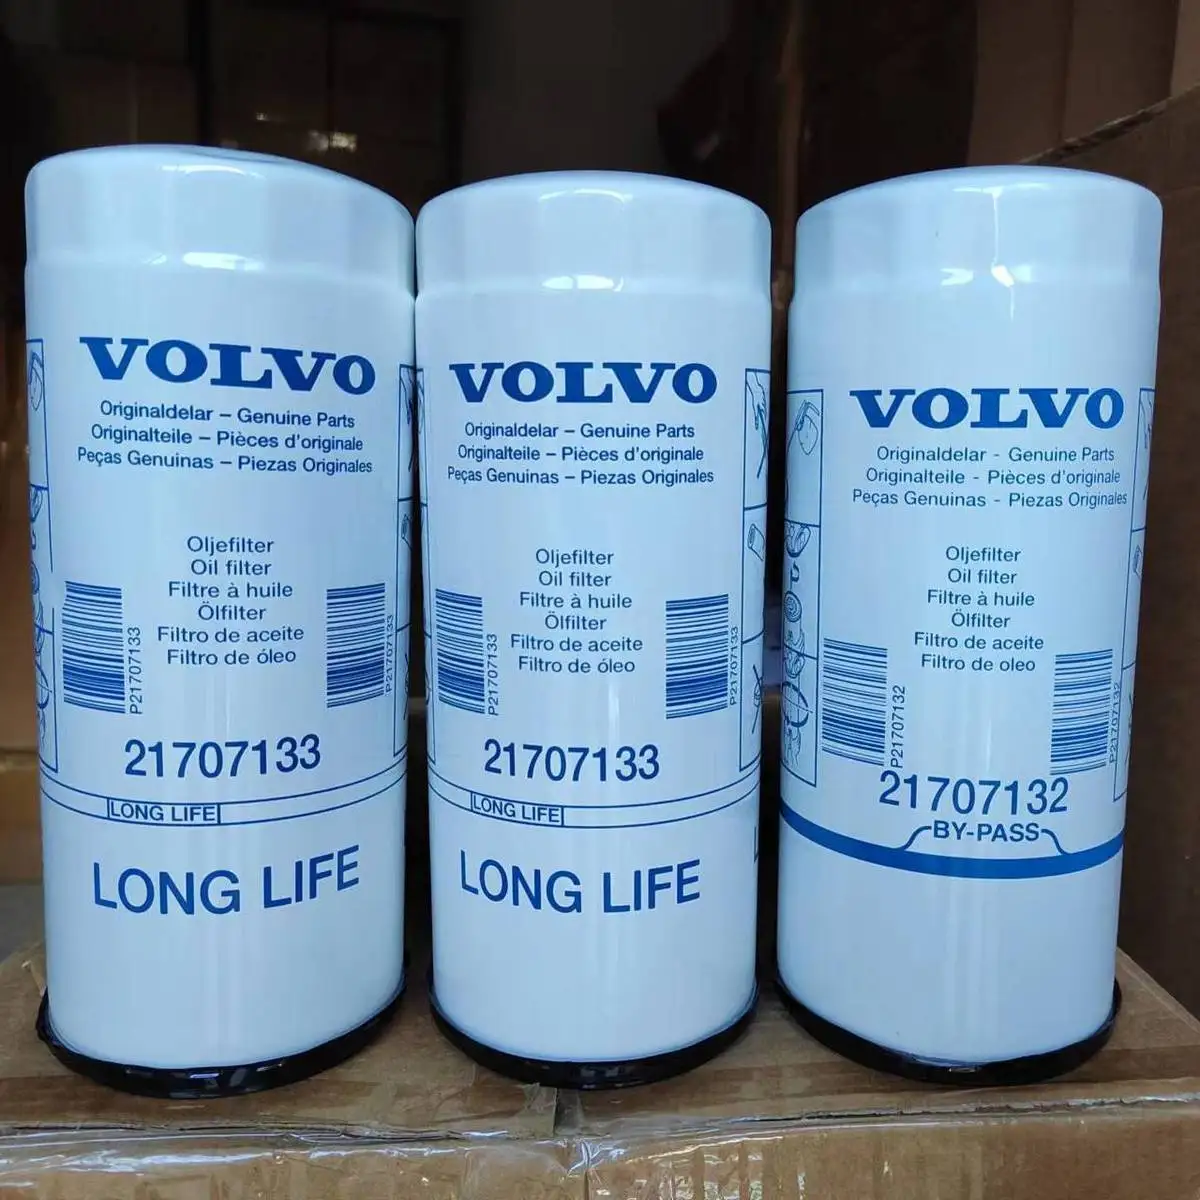 VOLVO
Originaldelar – Genuine Parts
Originalteile – Pièces d'originale
Peças Genuinas – Piezas Originales
Oljefilter
Oil filter
Filtre à huile
Ölfilter
Filtro de aceite
Filtro de óleo
P21707133
P21707133
21707133
LONG LIFE
LONG LIFE
VOLVO
Originaldelar – Genuine Parts
Originalteile – Pièces d'originale
Peças Genuinas – Piezas Originales
Oljefilter
Oil filter
Filtre à huile
Ölfilter
Filtro de aceite
Filtro de óleo
P21707133
P21707133
21707133
LONG LIFE
LONG LIFE
VOLVO
Originaldelar - Genuine Parts
Originalteile - Pièces d'originale
Peças Genuinas - Piezas Originales
Oljefilter
Oil filter
Filtre à huile
Ölfilter
Filtro de aceite
Filtro de oleo
P21707132
P21707132
21707132
BY-PASS